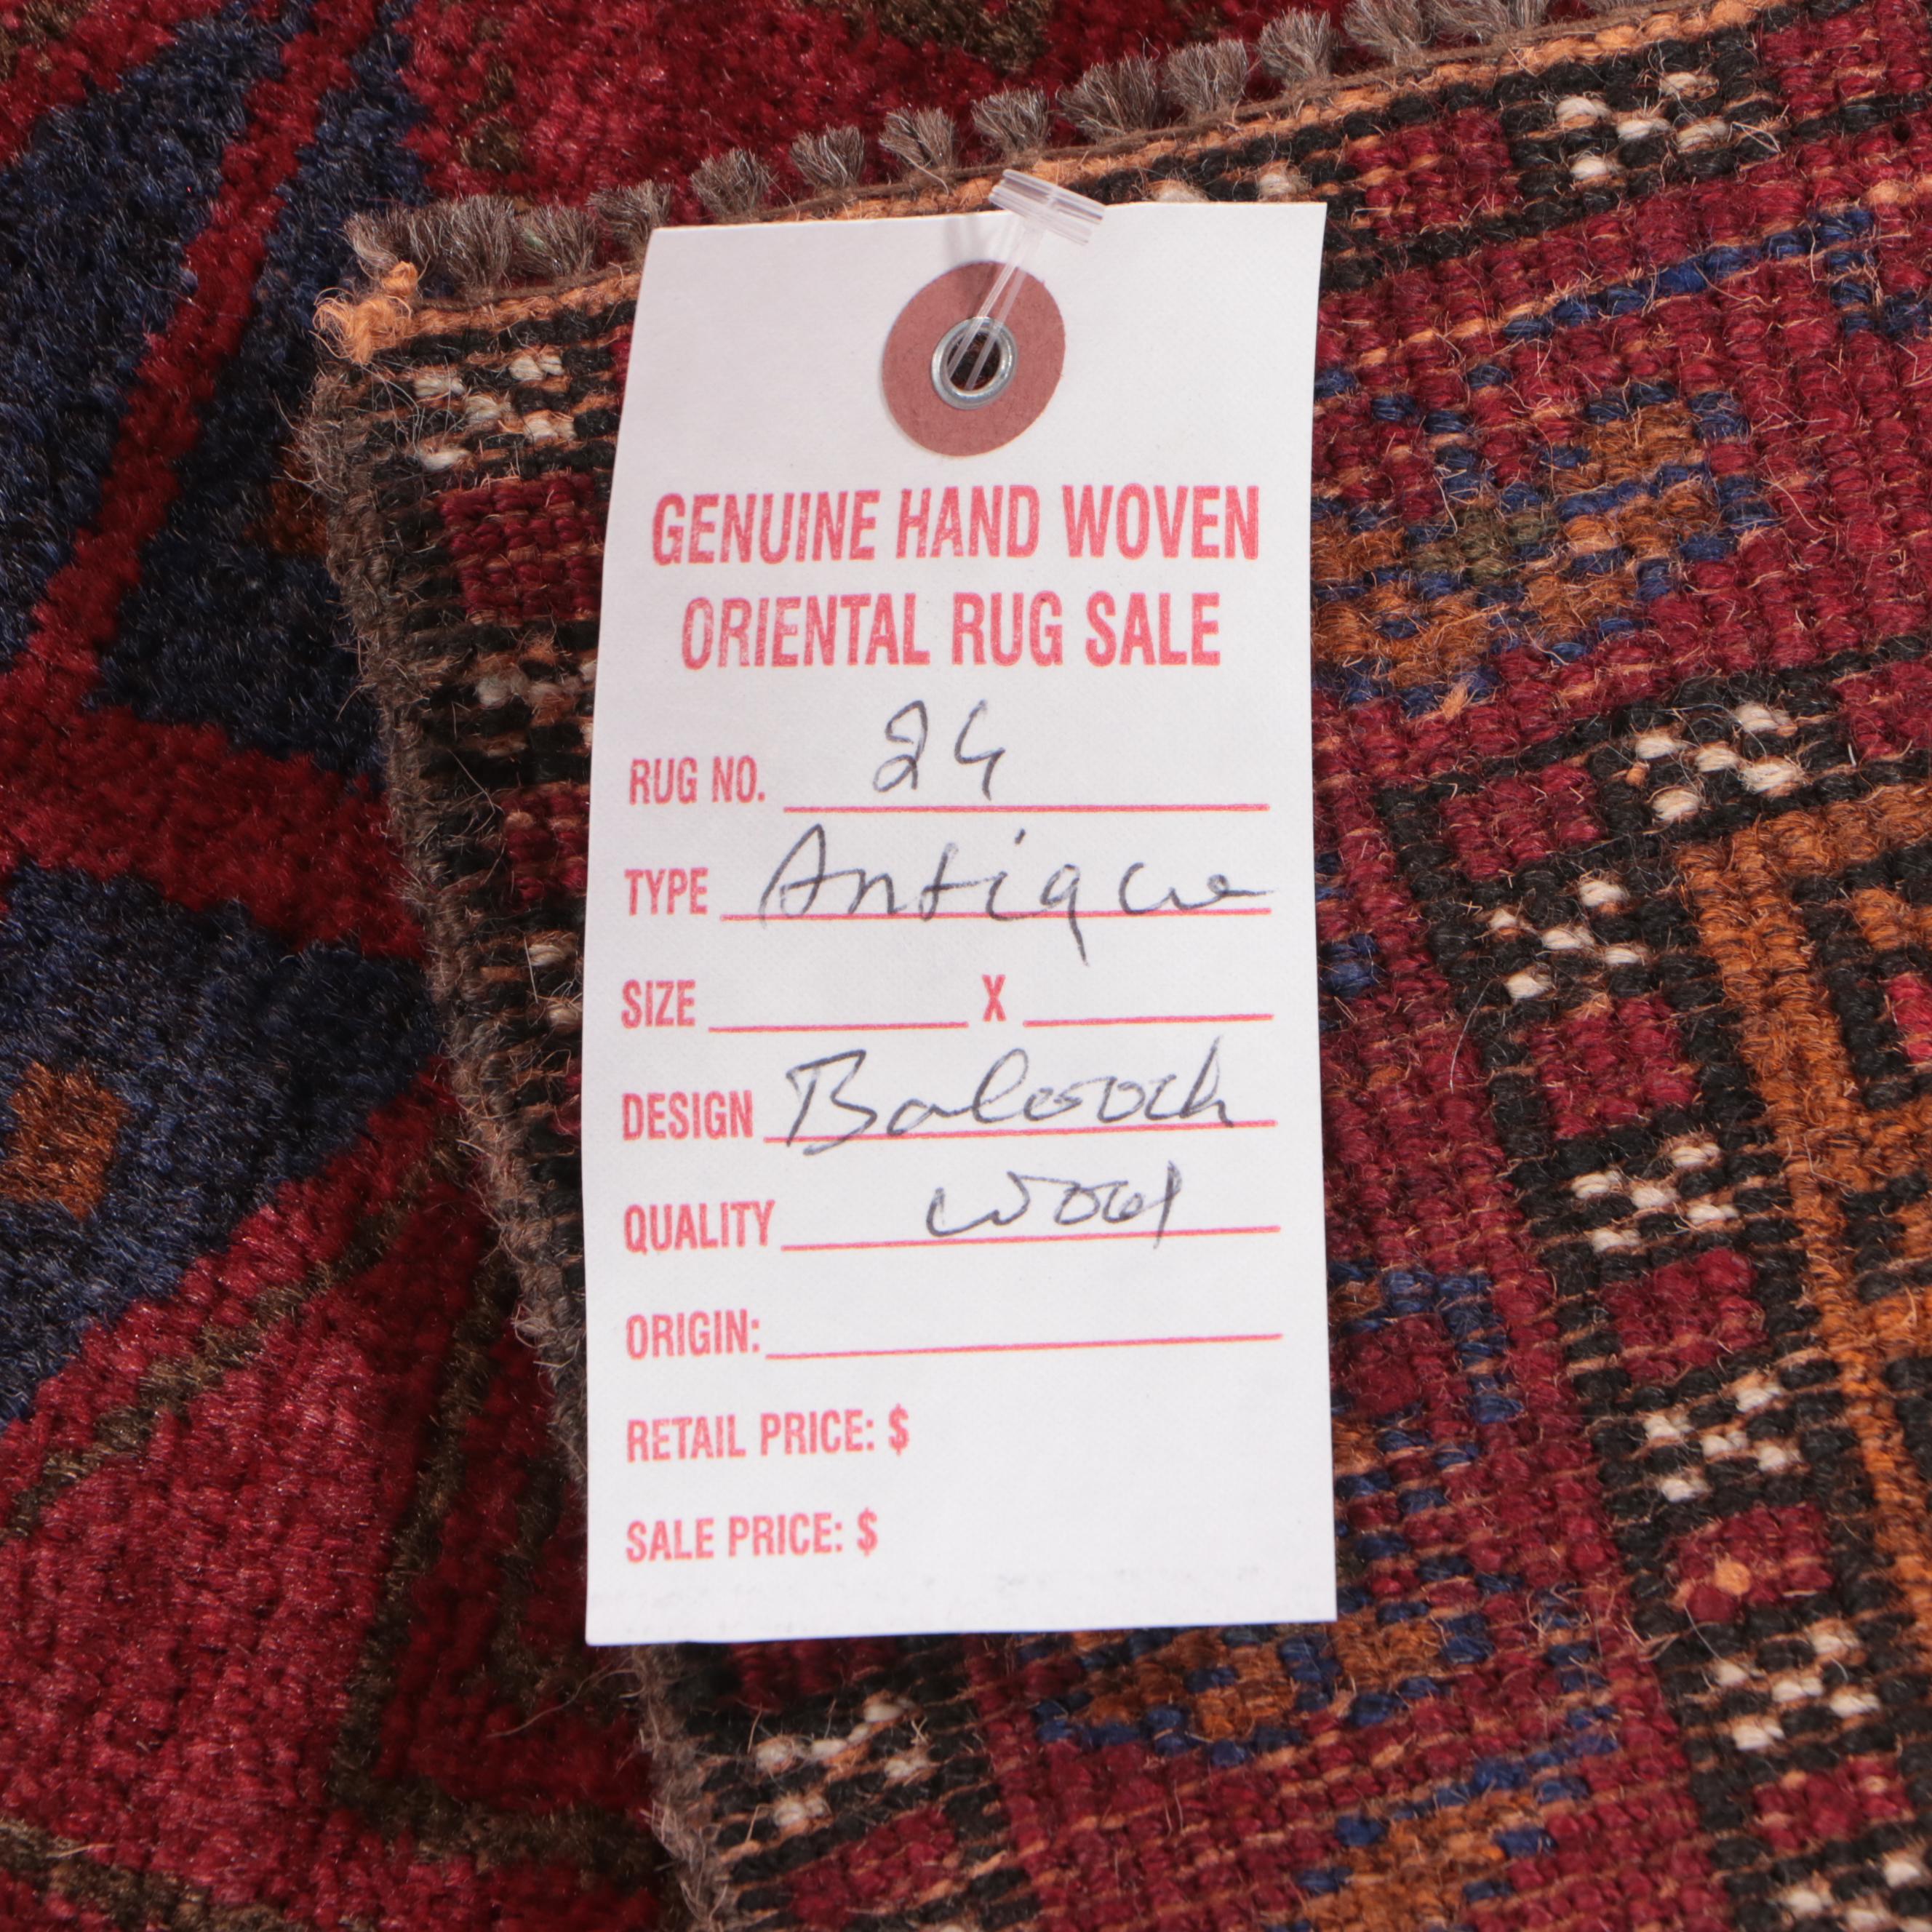 GENUINE HAND WOVEN
ORIENTAL RUG SALE
RUG NO. 24
TYPE Antique
SIZE X
DESIGN Balooch
QUALITY wool
ORIGIN:
RETAIL PRICE: $
SALE PRICE: $